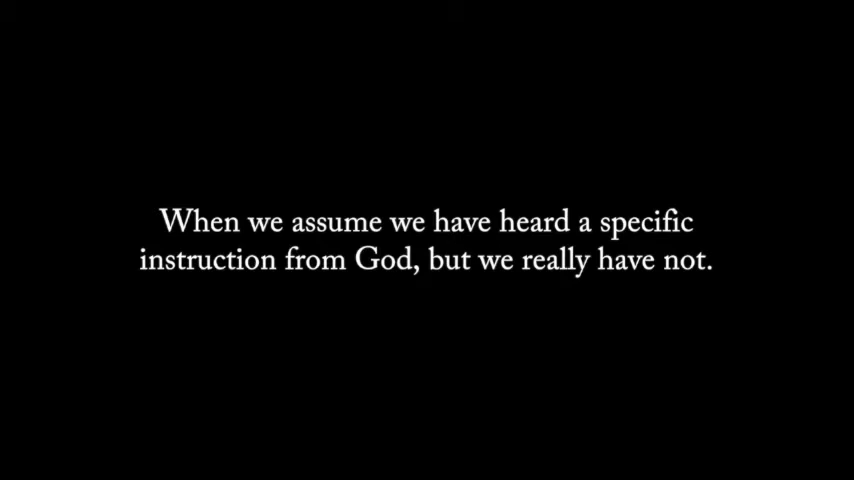 When we assume we have heard a specific
instruction from God, but we really have not.